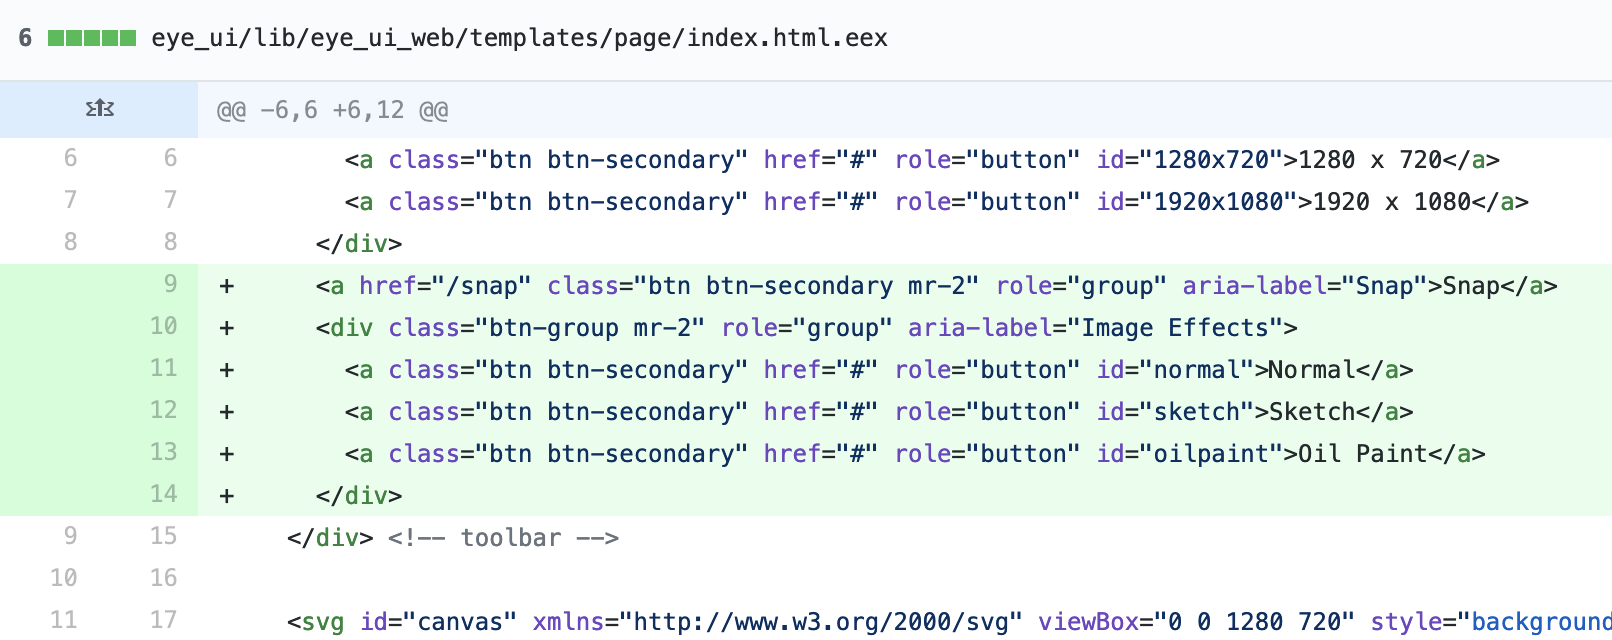 6 eye_ui/lib/eye_ui_web/templates/page/index.html.eex
@@ -6,6 +6,12 @@
6 6 <a class="btn btn-secondary" href="#" role="button" id="1280x720">1280 x 720</a>
7 7 <a class="btn btn-secondary" href="#" role="button" id="1920x1080">1920 x 1080</a>
8 8 </div>
9 + <a href="/snap" class="btn btn-secondary mr-2" role="group" aria-label="Snap">Snap</a>
10 + <div class="btn-group mr-2" role="group" aria-label="Image Effects">
11 + <a class="btn btn-secondary" href="#" role="button" id="normal">Normal</a>
12 + <a class="btn btn-secondary" href="#" role="button" id="sketch">Sketch</a>
13 + <a class="btn btn-secondary" href="#" role="button" id="oilpaint">Oil Paint</a>
14 + </div>
9 15 </div> <!-- toolbar -->
10 16
11 17 <svg id="canvas" xmlns="http://www.w3.org/2000/svg" viewBox="0 0 1280 720" style="background